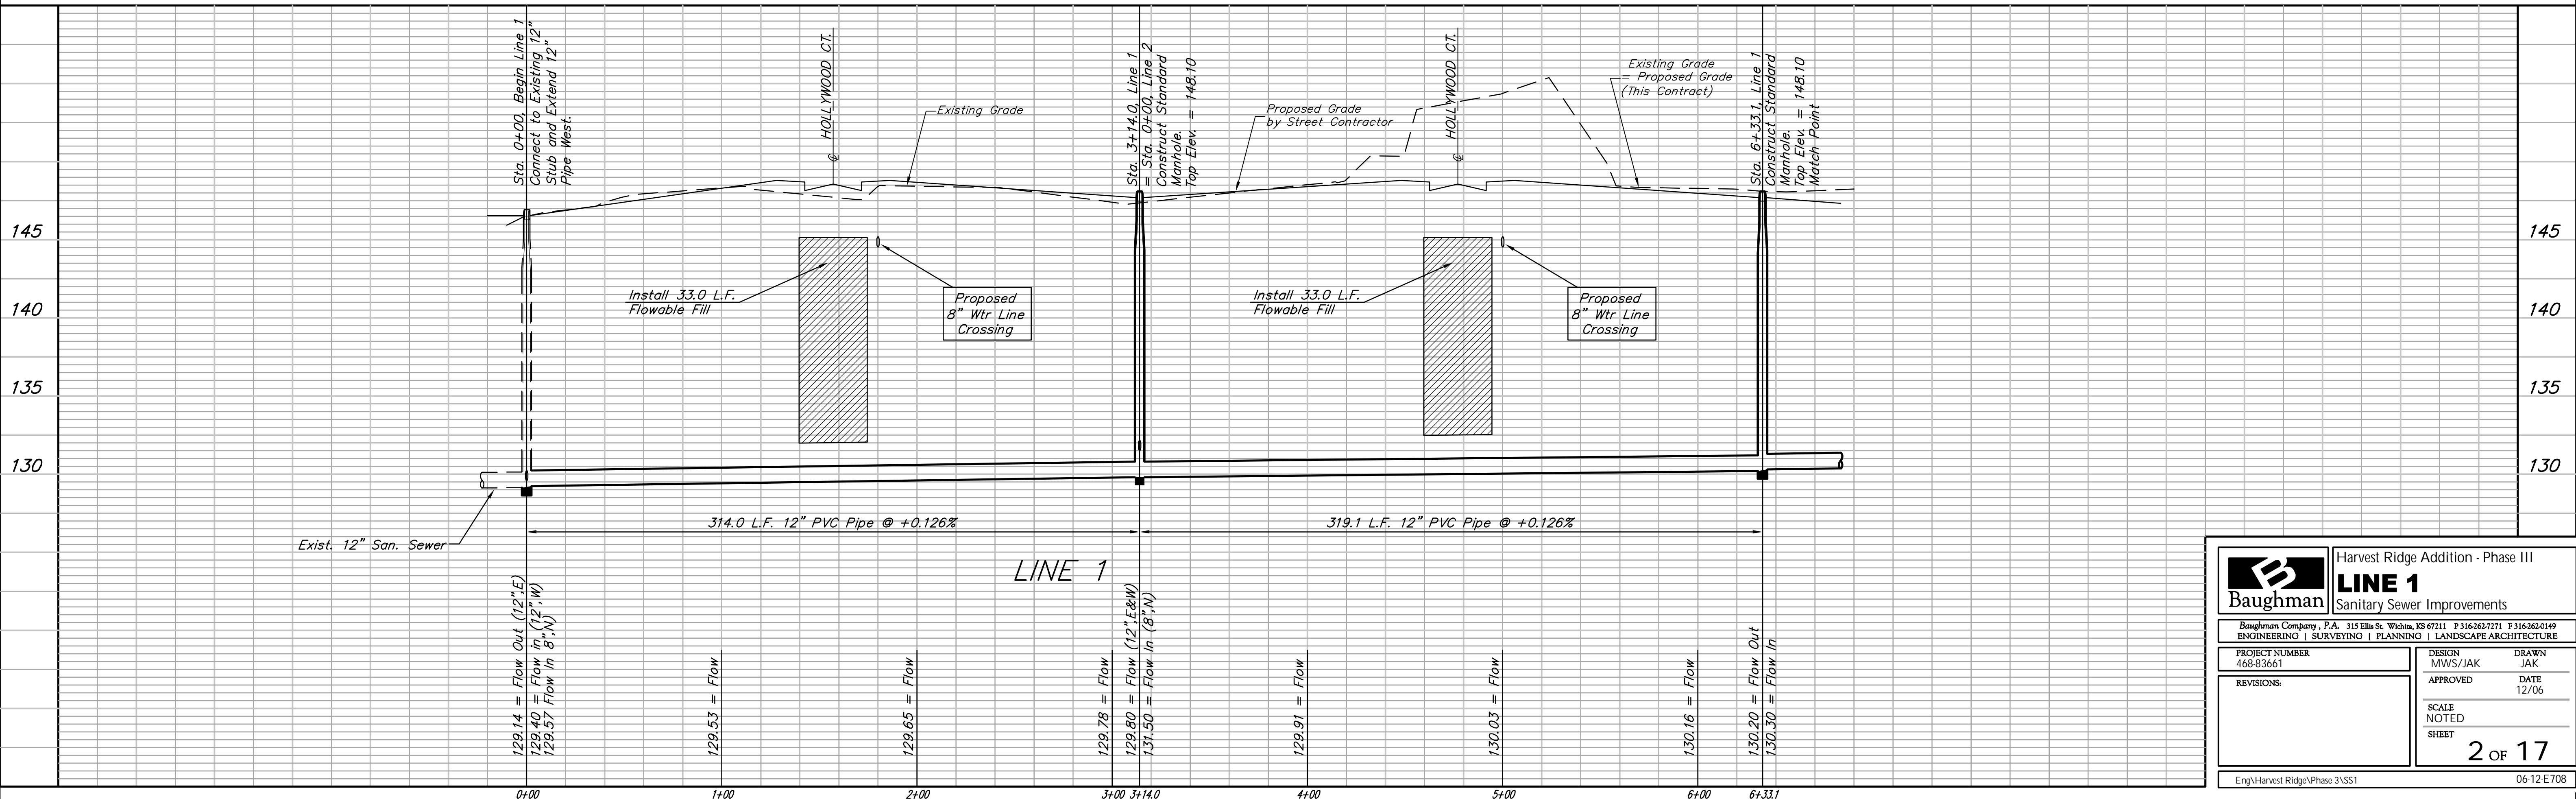 Sta. 0+00, Begin Line 1
Connect to Existing 12"
Stub and Extend 12"
Pipe West.
HOLLYWOOD CT.
Existing Grade
Sta. 3+14.0, Line 1
= Sta. 0+00, Line 2
Construct Standard
Manhole.
Top Elev. = 148.10
Proposed Grade
by Street Contractor
HOLLYWOOD CT.
Existing Grade
= Proposed Grade
(This Contract)
Sta. 6+33.1, Line 1
Construct Standard
Manhole.
Top Elev. = 148.10
Match Point
145
145
140
140
135
135
130
130
Install 33.0 L.F.
Flowable Fill
Proposed
8" Wtr Line
Crossing
Install 33.0 L.F.
Flowable Fill
Proposed
8" Wtr Line
Crossing
314.0 L.F. 12" PVC Pipe @ +0.126%
319.1 L.F. 12" PVC Pipe @ +0.126%
Exist. 12" San. Sewer
LINE 1
129.14 = Flow Out (12",E)
129.40 = Flow in (12",W)
129.57 Flow In 8",N)
129.53 = Flow
129.65 = Flow
129.78 = Flow
129.80 = Flow (12",E&W)
131.50 = Flow In (8",N)
129.91 = Flow
130.03 = Flow
130.16 = Flow
130.20 = Flow Out
130.30 = Flow In
0+00
1+00
2+00
3+00
3+14.0
4+00
5+00
6+00
6+33.1
B
Baughman
Harvest Ridge Addition - Phase III
LINE 1
Sanitary Sewer Improvements
Baughman Company, P.A. 315 Ellis St. Wichita, KS 67211 P 316-262-7271 F 316-262-0149
ENGINEERING | SURVEYING | PLANNING | LANDSCAPE ARCHITECTURE
PROJECT NUMBER
468-83661
REVISIONS:
DESIGN
MWS/JAK
DRAWN
JAK
APPROVED
DATE
12/06
SCALE
NOTED
SHEET
2 OF 17
Eng\Harvest Ridge\Phase 3\SS1
06-12-E708